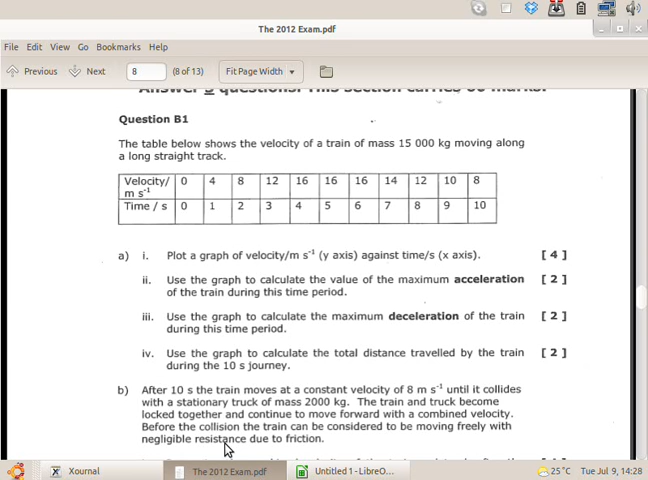 The 2012 Exam.pdf
File Edit View Go Bookmarks Help
Previous Next 8 (8 of 13) Fit Page Width
Answer 5 questions. This section carries 60 marks.
Question B1
The table below shows the velocity of a train of mass 15 000 kg moving along
a long straight track.
Velocity/ m s⁻¹ 0 4 8 12 16 16 16 14 12 10 8
Time / s 0 1 2 3 4 5 6 7 8 9 10
a) i. Plot a graph of velocity/m s⁻¹ (y axis) against time/s (x axis). [ 4 ]
ii. Use the graph to calculate the value of the maximum acceleration [ 2 ]
of the train during this time period.
iii. Use the graph to calculate the maximum deceleration of the train [ 2 ]
during this time period.
iv. Use the graph to calculate the total distance travelled by the train [ 2 ]
during the 10 s journey.
b) After 10 s the train moves at a constant velocity of 8 m s⁻¹ until it collides
with a stationary truck of mass 2000 kg. The train and truck become
locked together and continue to move forward with a combined velocity.
Before the collision the train can be considered to be moving freely with
negligible resistance due to friction.
Xournal The 2012 Exam.pdf Untitled 1 - LibreO... 25 °C Tue Jul 9, 14:28